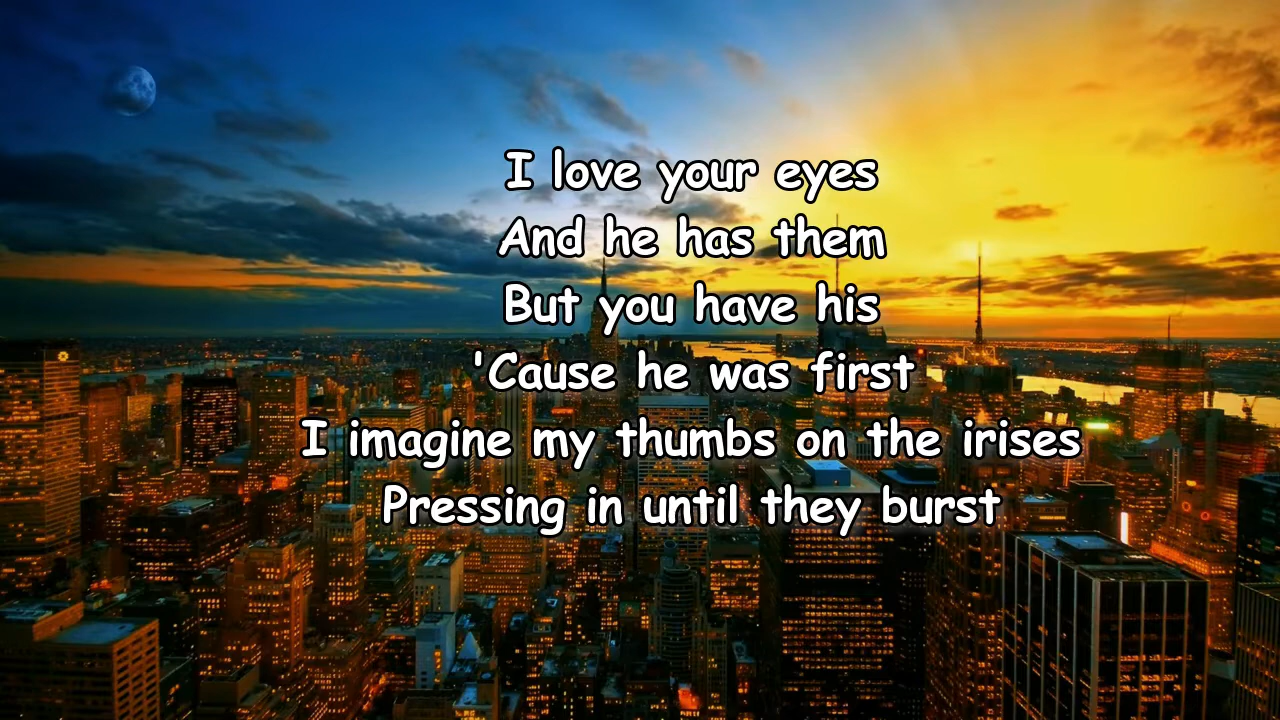 I love your eyes
And he has them
But you have his
'Cause he was first
I imagine my thumbs on the irises
Pressing in until they burst